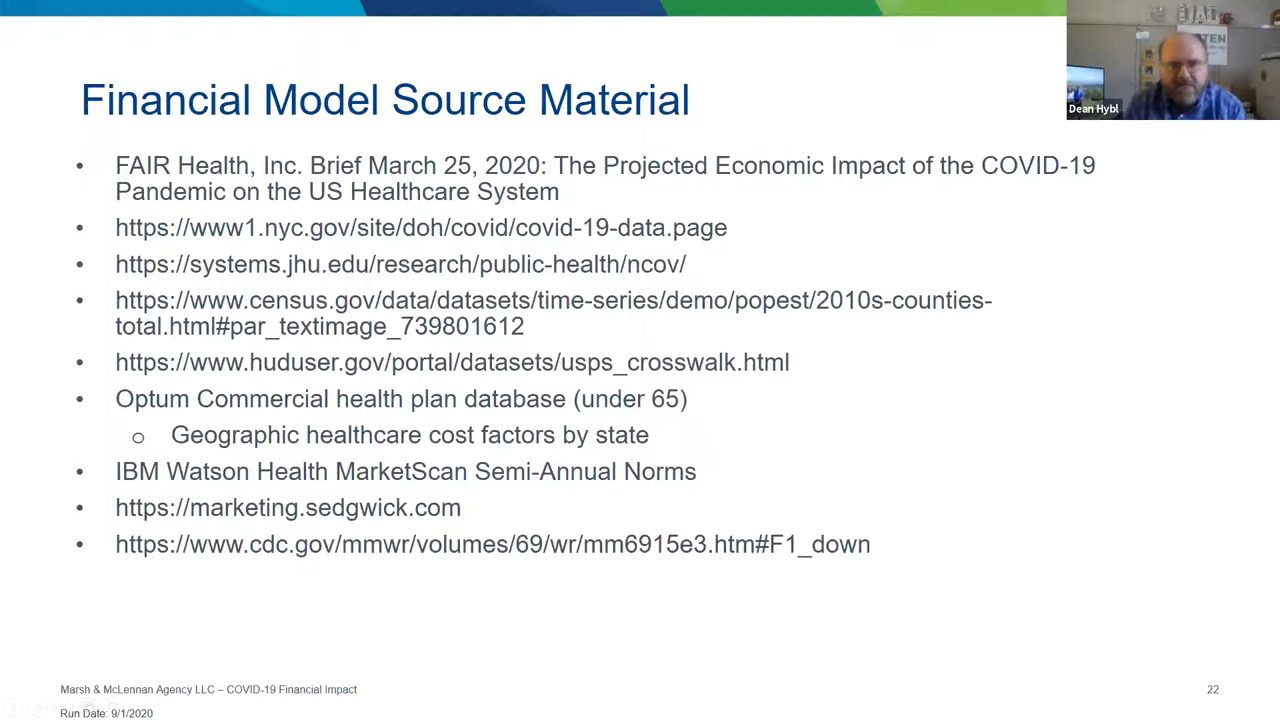 Financial Model Source Material
Dean Hybl
• FAIR Health, Inc. Brief March 25, 2020: The Projected Economic Impact of the COVID-19
Pandemic on the US Healthcare System
• https://www1.nyc.gov/site/doh/covid/covid-19-data.page
• https://systems.jhu.edu/research/public-health/ncov/
• https://www.census.gov/data/datasets/time-series/demo/popest/2010s-counties-
total.html#par_textimage_739801612
• https://www.huduser.gov/portal/datasets/usps_crosswalk.html
• Optum Commercial health plan database (under 65)
o Geographic healthcare cost factors by state
• IBM Watson Health MarketScan Semi-Annual Norms
• https://marketing.sedgwick.com
• https://www.cdc.gov/mmwr/volumes/69/wr/mm6915e3.htm#F1_down
Marsh & McLennan Agency LLC – COVID-19 Financial Impact
22
Run Date: 9/1/2020